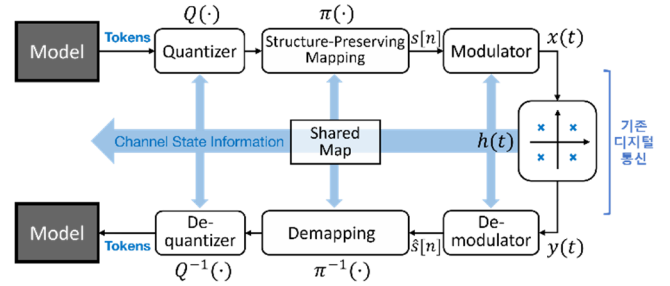 Q(·)
π(·)
Model
Tokens
Quantizer
Structure-Preserving
Mapping
s[n]
Modulator
x(t)
Channel State Information
Shared
Map
h(t)
기존
디지털
통신
Model
Tokens
De-
quantizer
Demapping
ŝ[n]
De-
modulator
y(t)
Q⁻¹(·)
π⁻¹(·)